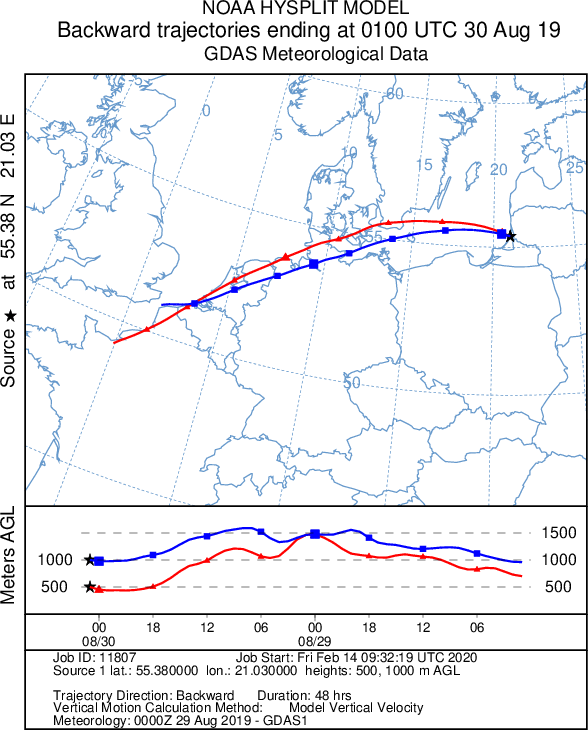 NOAA HYSPLIT MODEL
Backward trajectories ending at 0100 UTC 30 Aug 19
GDAS Meteorological Data
Source ★ at 55.38 N 21.03 E
60
0
5
5
10
15
20
25
55
50
Meters AGL
1500
1000 1000
500 500
00 18 12 06 00 18 12 06
08/30 08/29
Job ID: 11807 Job Start: Fri Feb 14 09:32:19 UTC 2020
Source 1 lat.: 55.380000 lon.: 21.030000 heights: 500, 1000 m AGL
Trajectory Direction: Backward Duration: 48 hrs
Vertical Motion Calculation Method: Model Vertical Velocity
Meteorology: 0000Z 29 Aug 2019 - GDAS1